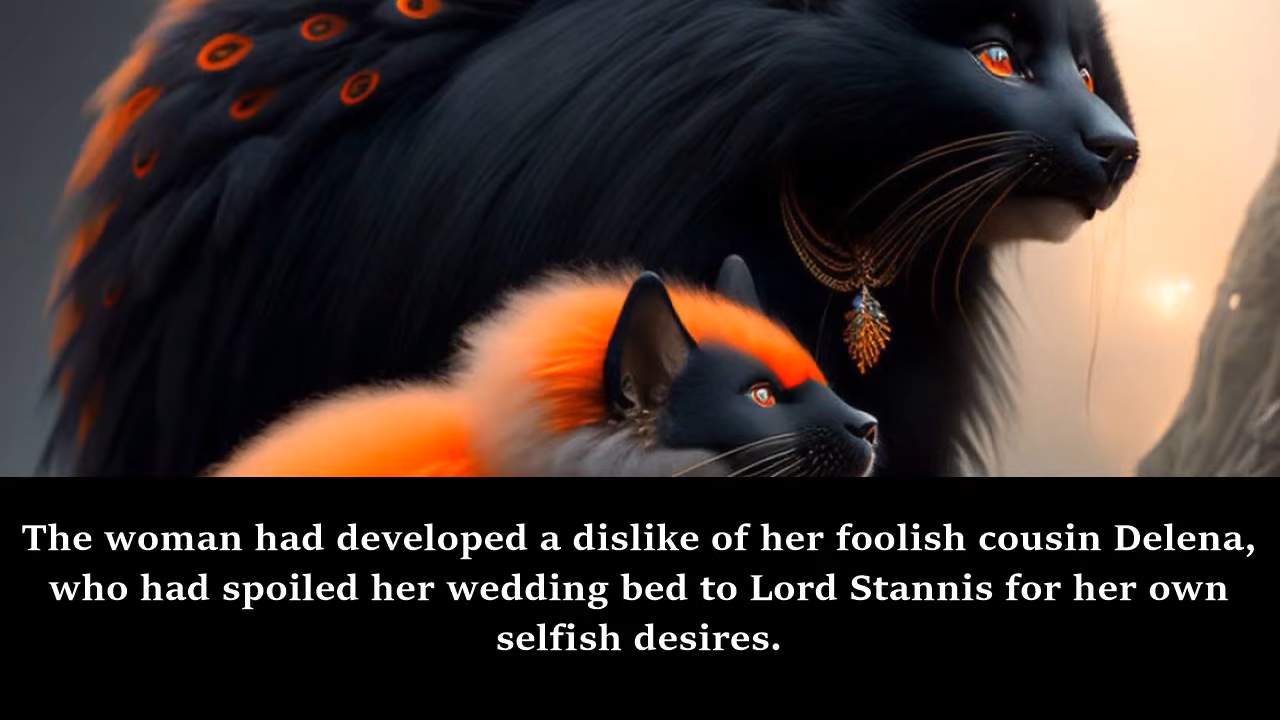 The woman had developed a dislike of her foolish cousin Delena,
who had spoiled her wedding bed to Lord Stannis for her own
selfish desires.